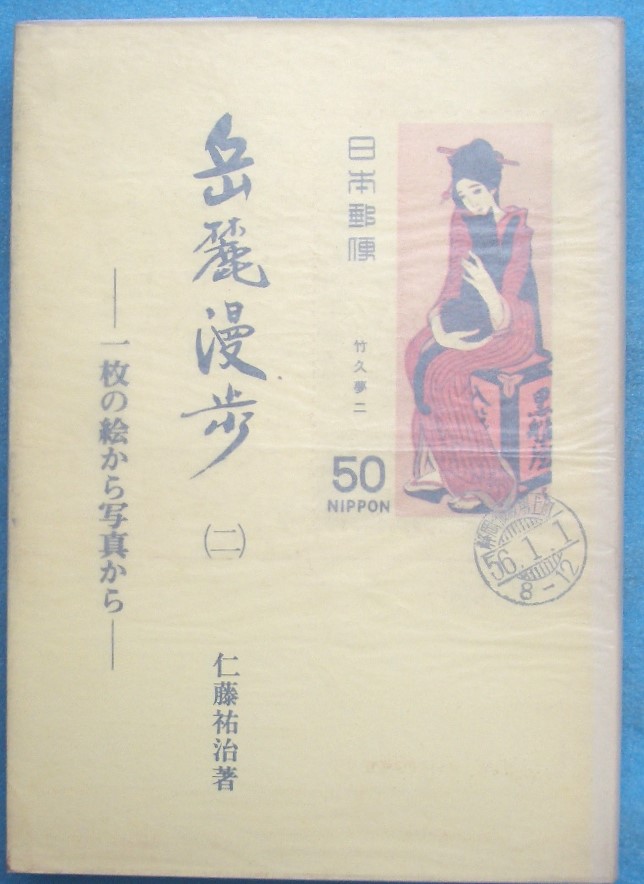 日本郵便
竹久夢二
50
NIPPON
56.1.1
8-12
岳麓漫歩
(二)
―一枚の絵から写真から―
仁藤祐治著